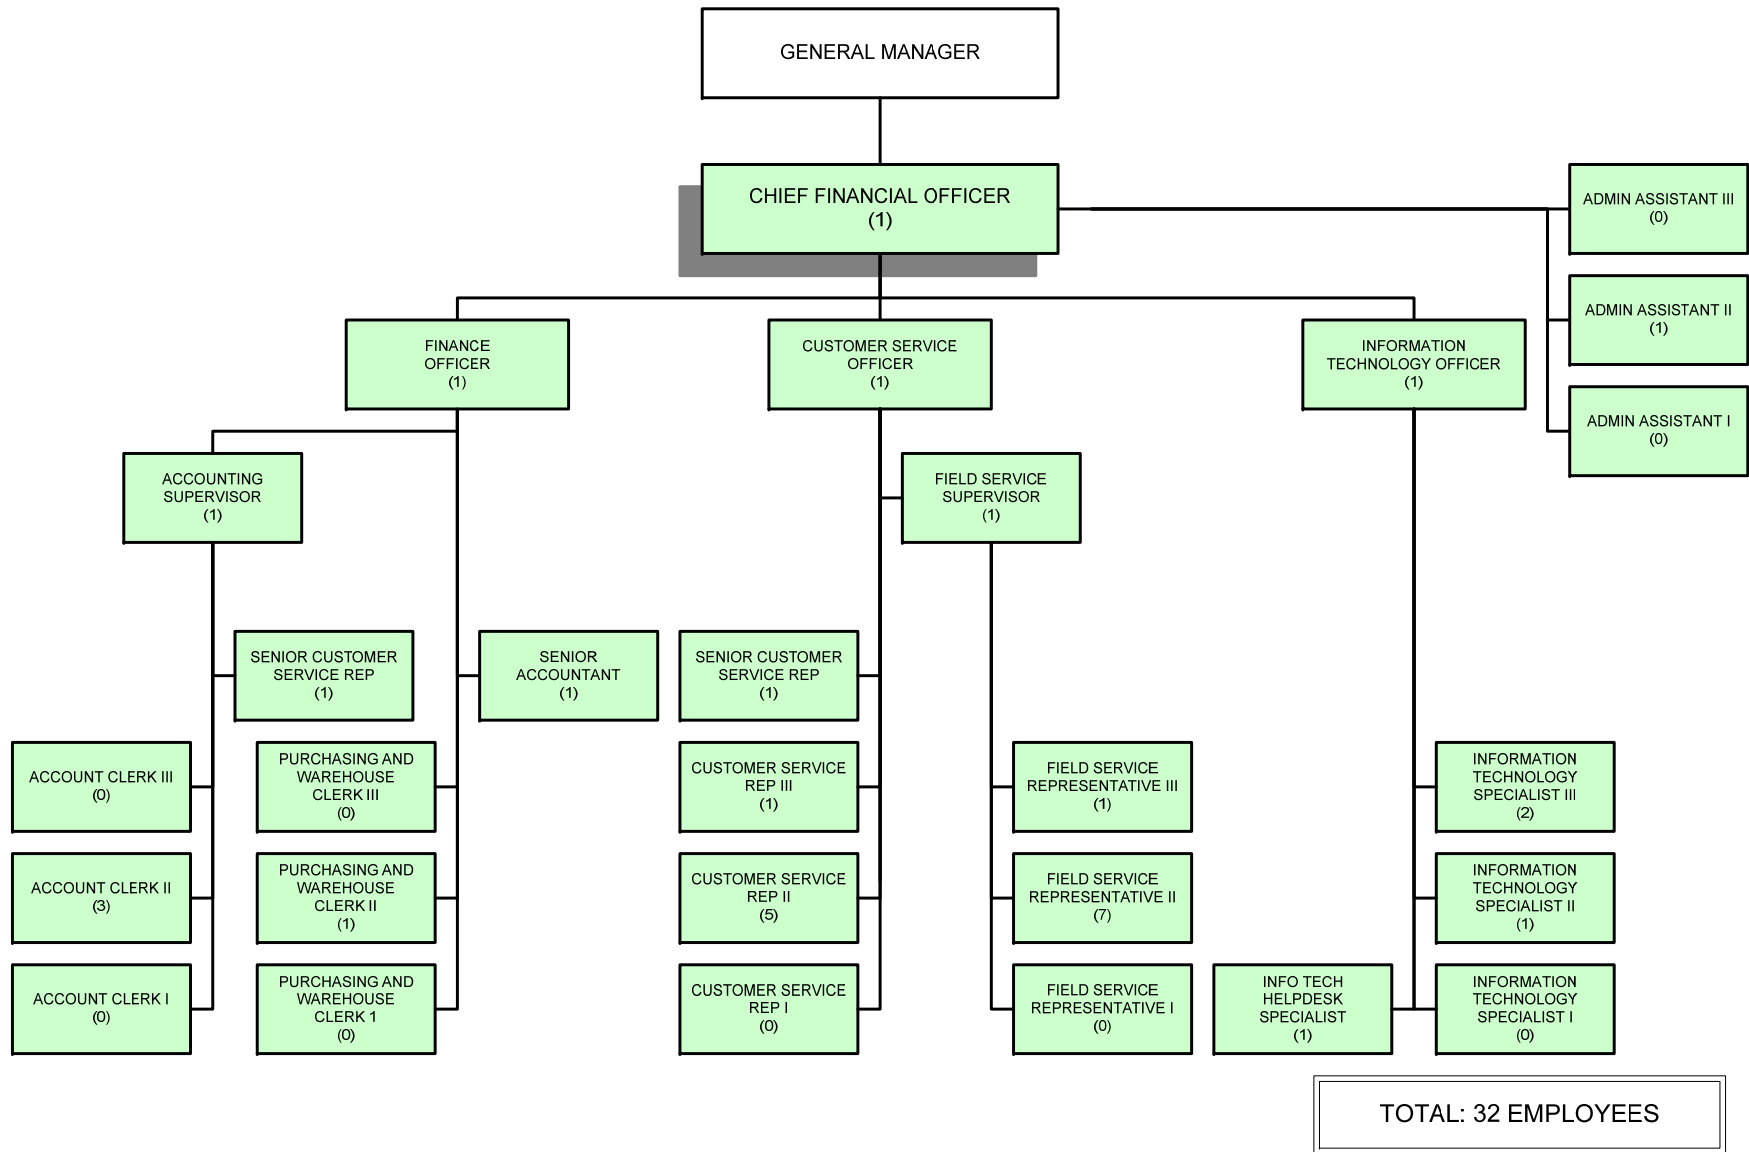 GENERAL MANAGER
CHIEF FINANCIAL OFFICER
(1)
ADMIN ASSISTANT III
(0)
ADMIN ASSISTANT II
(1)
ADMIN ASSISTANT I
(0)
FINANCE
OFFICER
(1)
CUSTOMER SERVICE
OFFICER
(1)
INFORMATION
TECHNOLOGY OFFICER
(1)
ACCOUNTING
SUPERVISOR
(1)
FIELD SERVICE
SUPERVISOR
(1)
SENIOR CUSTOMER
SERVICE REP
(1)
SENIOR
ACCOUNTANT
(1)
SENIOR CUSTOMER
SERVICE REP
(1)
ACCOUNT CLERK III
(0)
PURCHASING AND
WAREHOUSE
CLERK III
(0)
CUSTOMER SERVICE
REP III
(1)
FIELD SERVICE
REPRESENTATIVE III
(1)
INFORMATION
TECHNOLOGY
SPECIALIST III
(2)
ACCOUNT CLERK II
(3)
PURCHASING AND
WAREHOUSE
CLERK II
(1)
CUSTOMER SERVICE
REP II
(5)
FIELD SERVICE
REPRESENTATIVE II
(7)
INFORMATION
TECHNOLOGY
SPECIALIST II
(1)
ACCOUNT CLERK I
(0)
PURCHASING AND
WAREHOUSE
CLERK 1
(0)
CUSTOMER SERVICE
REP I
(0)
FIELD SERVICE
REPRESENTATIVE I
(0)
INFO TECH
HELPDESK
SPECIALIST
(1)
INFORMATION
TECHNOLOGY
SPECIALIST I
(0)
TOTAL: 32 EMPLOYEES